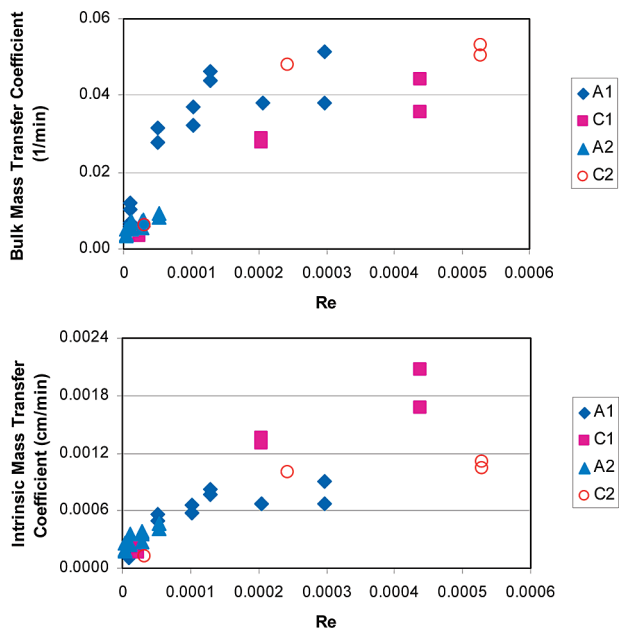 Bulk Mass Transfer Coefficient
(1/min)
0.06
0.04
0.02
0.00
0 0.0001 0.0002 0.0003 0.0004 0.0005 0.0006
Re
A1
C1
A2
C2
Intrinsic Mass Transfer
Coefficient (cm/min)
0.0024
0.0018
0.0012
0.0006
0.0000
0 0.0001 0.0002 0.0003 0.0004 0.0005 0.0006
Re
A1
C1
A2
C2